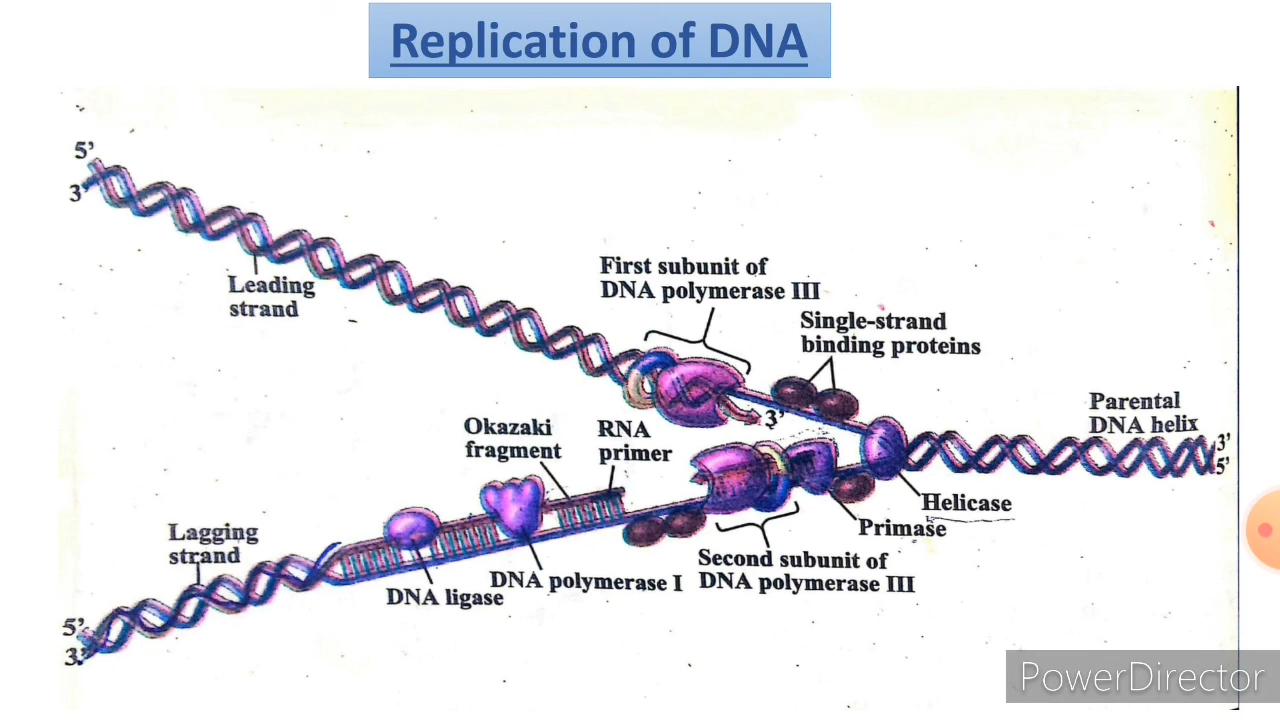 Replication of DNA
5’
3’
Leading
strand
First subunit of
DNA polymerase III
Single-strand
binding proteins
3’
Parental
DNA helix
3’
5’
Okazaki
fragment
RNA
primer
Helicase
Primase
Lagging
strand
Second subunit of
DNA polymerase III
DNA polymerase I
DNA ligase
5’
3’
PowerDirector